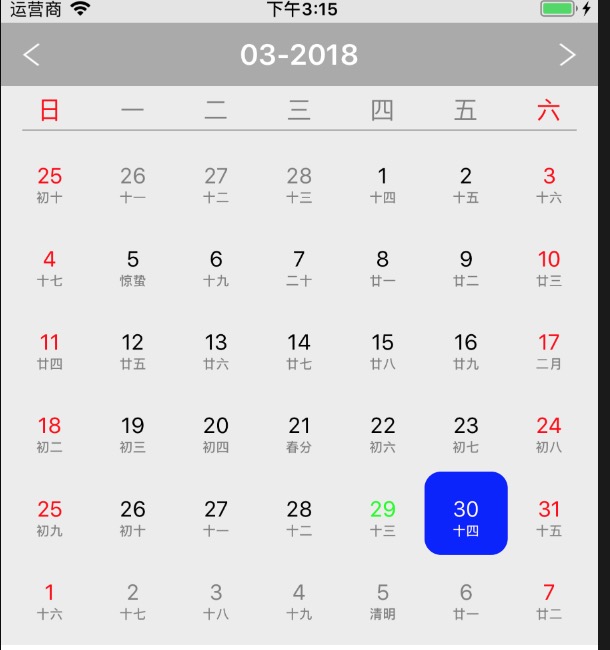 运营商 下午3:15
03-2018
日 一 二 三 四 五 六
25 26 27 28 1 2 3
初十 十一 十二 十三 十四 十五 十六
4 5 6 7 8 9 10
十七 惊蛰 十九 二十 廿一 廿二 廿三
11 12 13 14 15 16 17
廿四 廿五 廿六 廿七 廿八 廿九 二月
18 19 20 21 22 23 24
初二 初三 初四 春分 初六 初七 初八
25 26 27 28 29 30 31
初九 初十 十一 十二 十三 十四 十五
1 2 3 4 5 6 7
十六 十七 十八 十九 清明 廿一 廿二